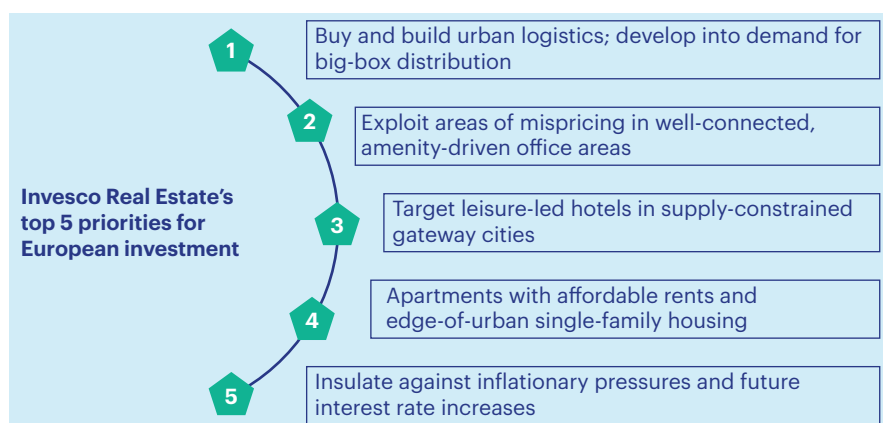 1
Buy and build urban logistics; develop into demand for
big-box distribution
2
Exploit areas of mispricing in well-connected,
amenity-driven office areas
Invesco Real Estate’s
top 5 priorities for
European investment
3
Target leisure-led hotels in supply-constrained
gateway cities
4
Apartments with affordable rents and
edge-of-urban single-family housing
5
Insulate against inflationary pressures and future
interest rate increases